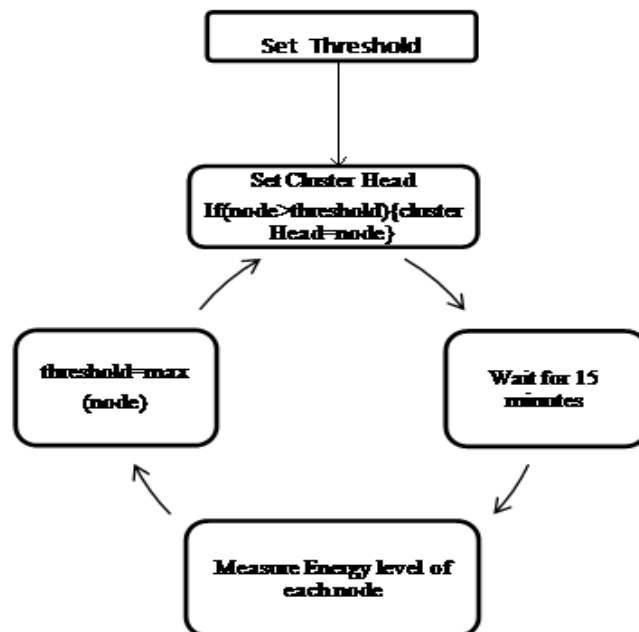 Set Threshold
Set Cluster Head
If(node>threshold){cluster
Head=node}
Wait for 15
minutes
Measure Energy level of
each node
threshold=max
(node)